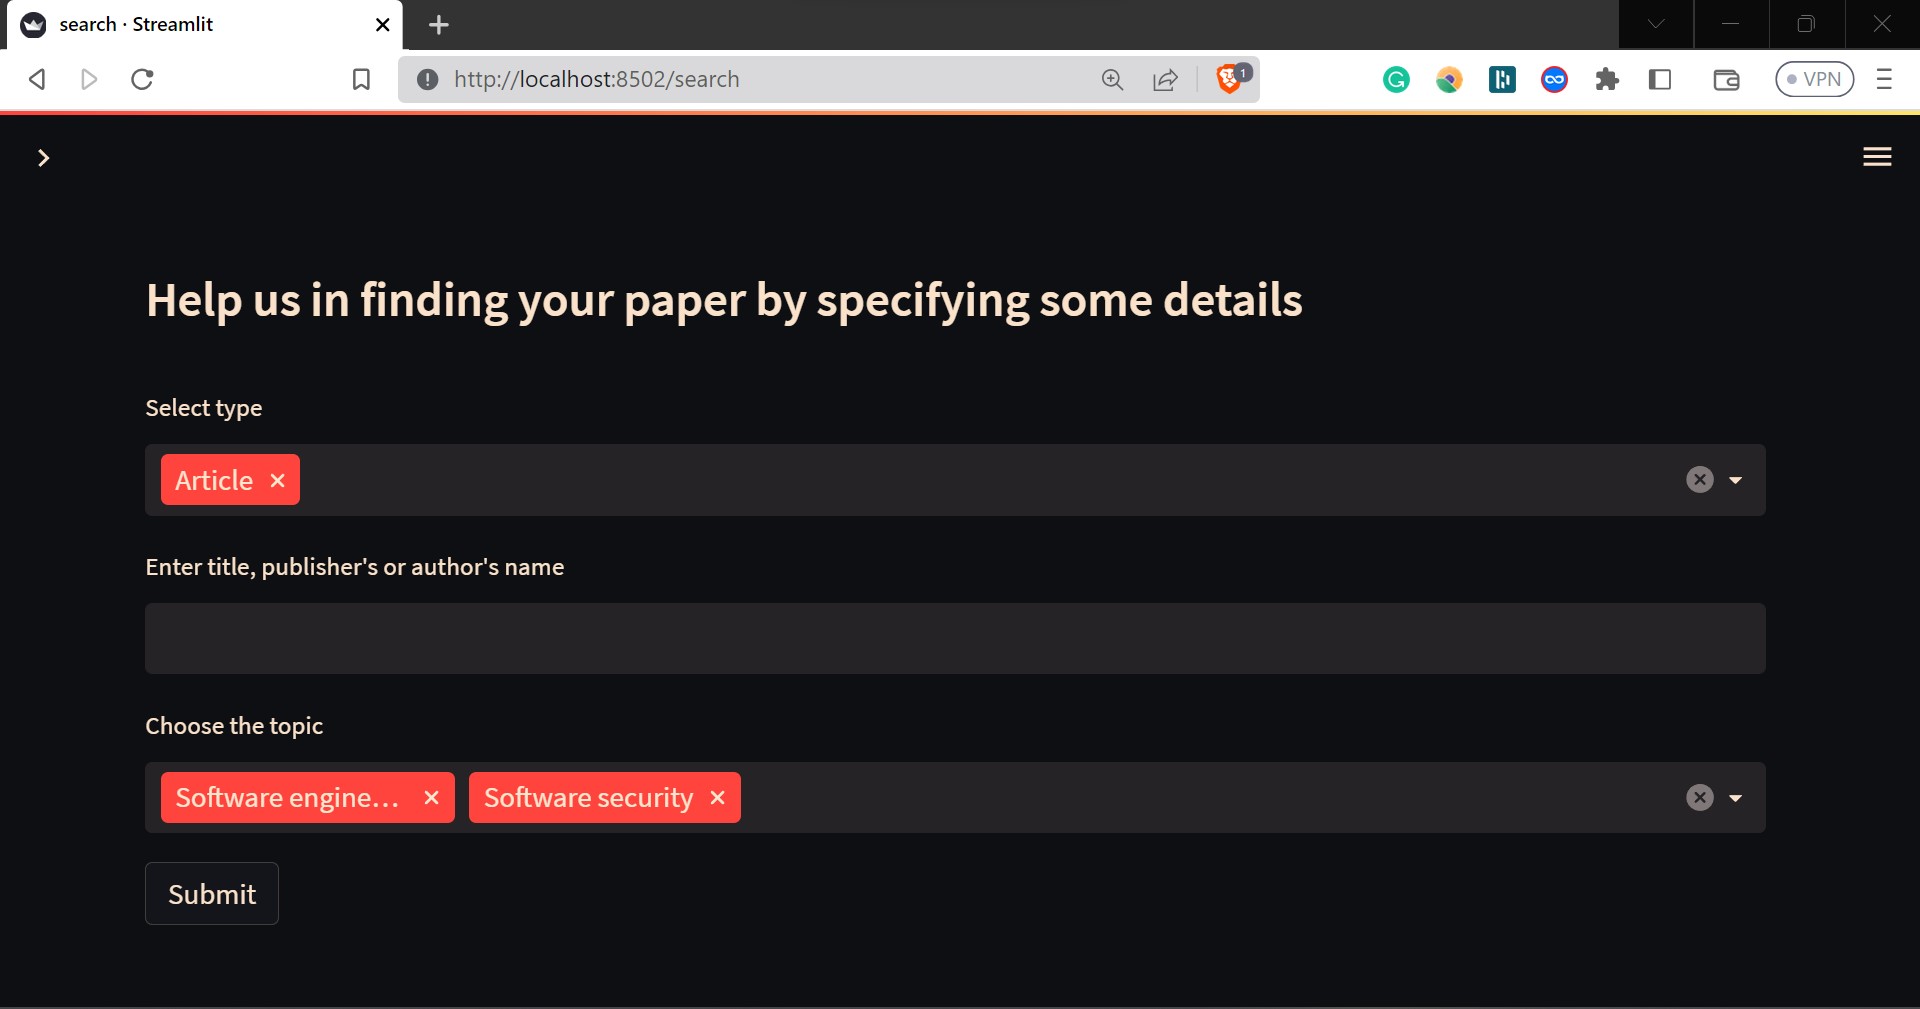 search · Streamlit
http://localhost:8502/search
1
VPN
Help us in finding your paper by specifying some details
Select type
Article
Enter title, publisher's or author's name
Choose the topic
Software engine... Software security
Submit